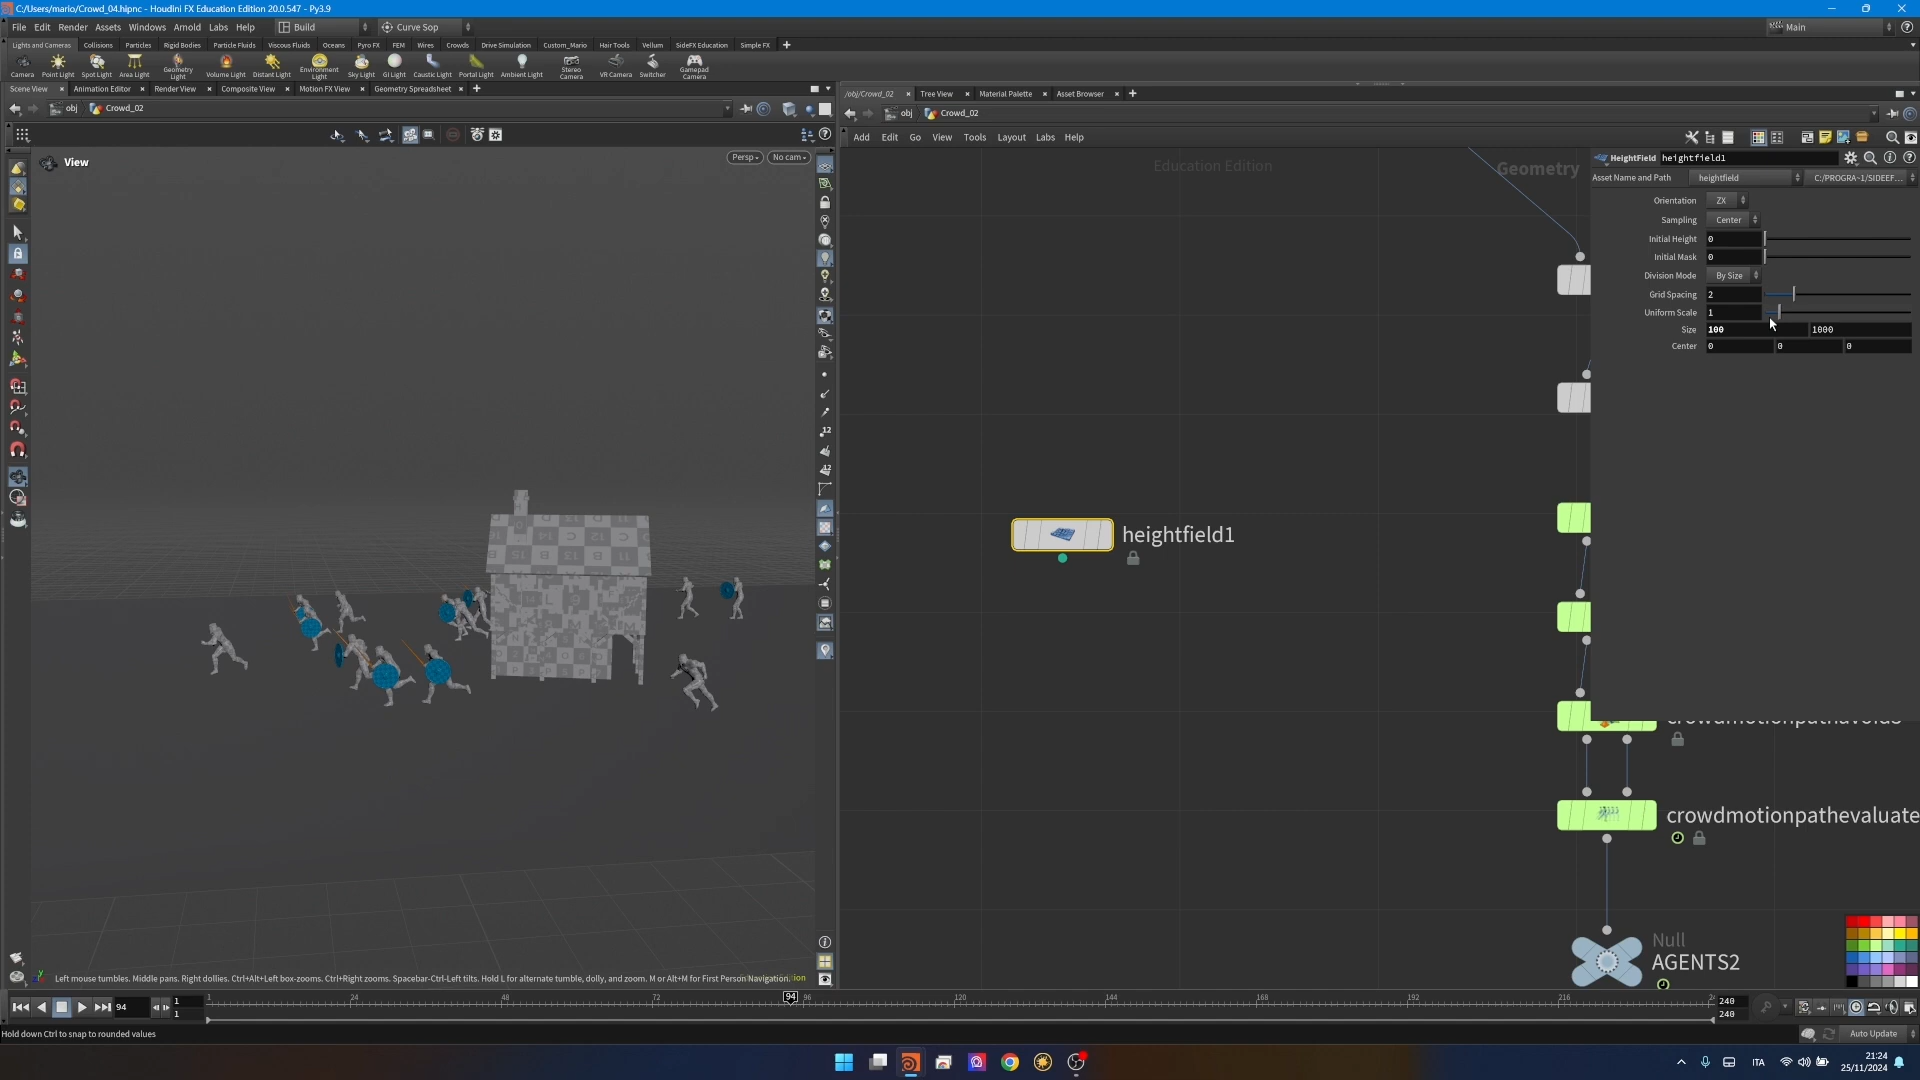 C:/Users/mario/Crowd_04.hipnc - Houdini FX Education Edition 20.0.547 - Py3.9
File Edit Render Assets Windows Arnold Labs Help Build Curve Sop Main
Lights and Cameras Collisions Particles Rigid Bodies Particle Fluids Viscous Fluids Oceans Pyro FX FEM Wires Crowds Drive Simulation Custom_Mario Hair Tools Vellum SideFX Education Simple FX
Camera Point Light Spot Light Area Light Geometry Light Volume Light Distant Light Environment Light Sky Light GI Light Caustic Light Portal Light Ambient Light Stereo Camera VR Camera Switcher Gamepad Camera
Scene View Animation Editor Render View Composite View Motion FX View Geometry Spreadsheet
/obj/Crowd_02 Tree View Material Palette Asset Browser
obj Crowd_02
obj Crowd_02
Add Edit Go View Tools Layout Labs Help
View
Persp No cam
Education Edition
Geometry
HeightField heightfield1
Asset Name and Path heightfield C:/PROGRA~1/SIDEEF...
Orientation ZX
Sampling Center
Initial Height 0
Initial Mask 0
Division Mode By Size
Grid Spacing 2
Uniform Scale 1
Size 100 1000
Center 0 0 0
heightfield1
crowdmotionpathevaluate
Null
AGENTS2
Left mouse tumbles. Middle pans. Right dollies. Ctrl+Alt+Left box-zooms. Ctrl+Right zooms. Spacebar-Ctrl-Left tilts. Hold L for alternate tumble, dolly, and zoom. M or Alt+M for First Person Navigation.
94 1 1 24 48 72 94 96 120 144 168 192 216 240 240
Hold down Ctrl to snap to rounded values
Auto Update
ITA
21:24
25/11/2024